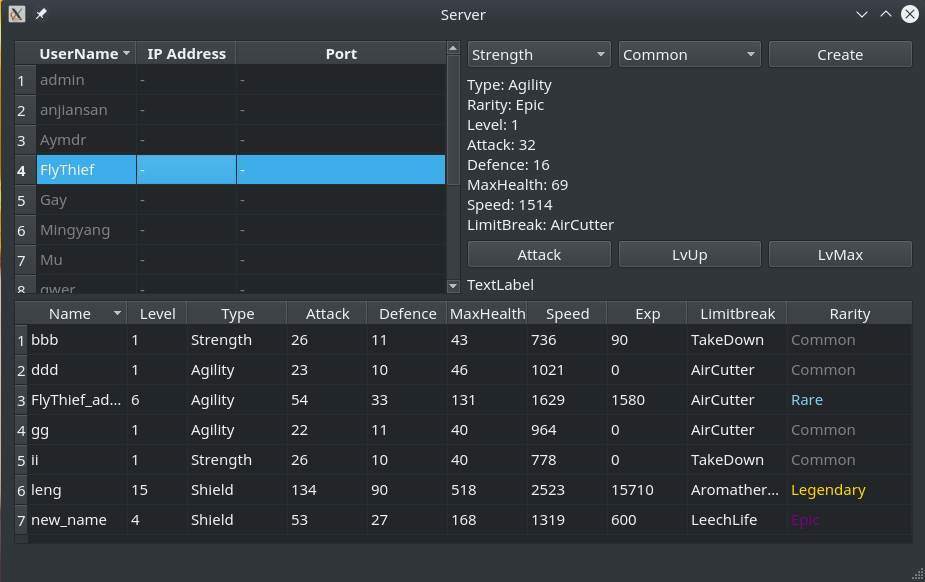 Server
UserName IP Address Port
1 admin - -
2 anjiansan - -
3 Aymdr - -
4 FlyThief - -
5 Gay - -
6 Mingyang - -
7 Mu - -
8 qwer - -
Strength Common Create
Type: Agility
Rarity: Epic
Level: 1
Attack: 32
Defence: 16
MaxHealth: 69
Speed: 1514
LimitBreak: AirCutter
Attack LvUp LvMax
TextLabel
Name Level Type Attack Defence MaxHealth Speed Exp Limitbreak Rarity
1 bbb 1 Strength 26 11 43 736 90 TakeDown Common
2 ddd 1 Agility 23 10 46 1021 0 AirCutter Common
3 FlyThief_ad... 6 Agility 54 33 131 1629 1580 AirCutter Rare
4 gg 1 Agility 22 11 40 964 0 AirCutter Common
5 ii 1 Strength 26 10 40 778 0 TakeDown Common
6 leng 15 Shield 134 90 518 2523 15710 Aromather... Legendary
7 new_name 4 Shield 53 27 168 1319 600 LeechLife Epic